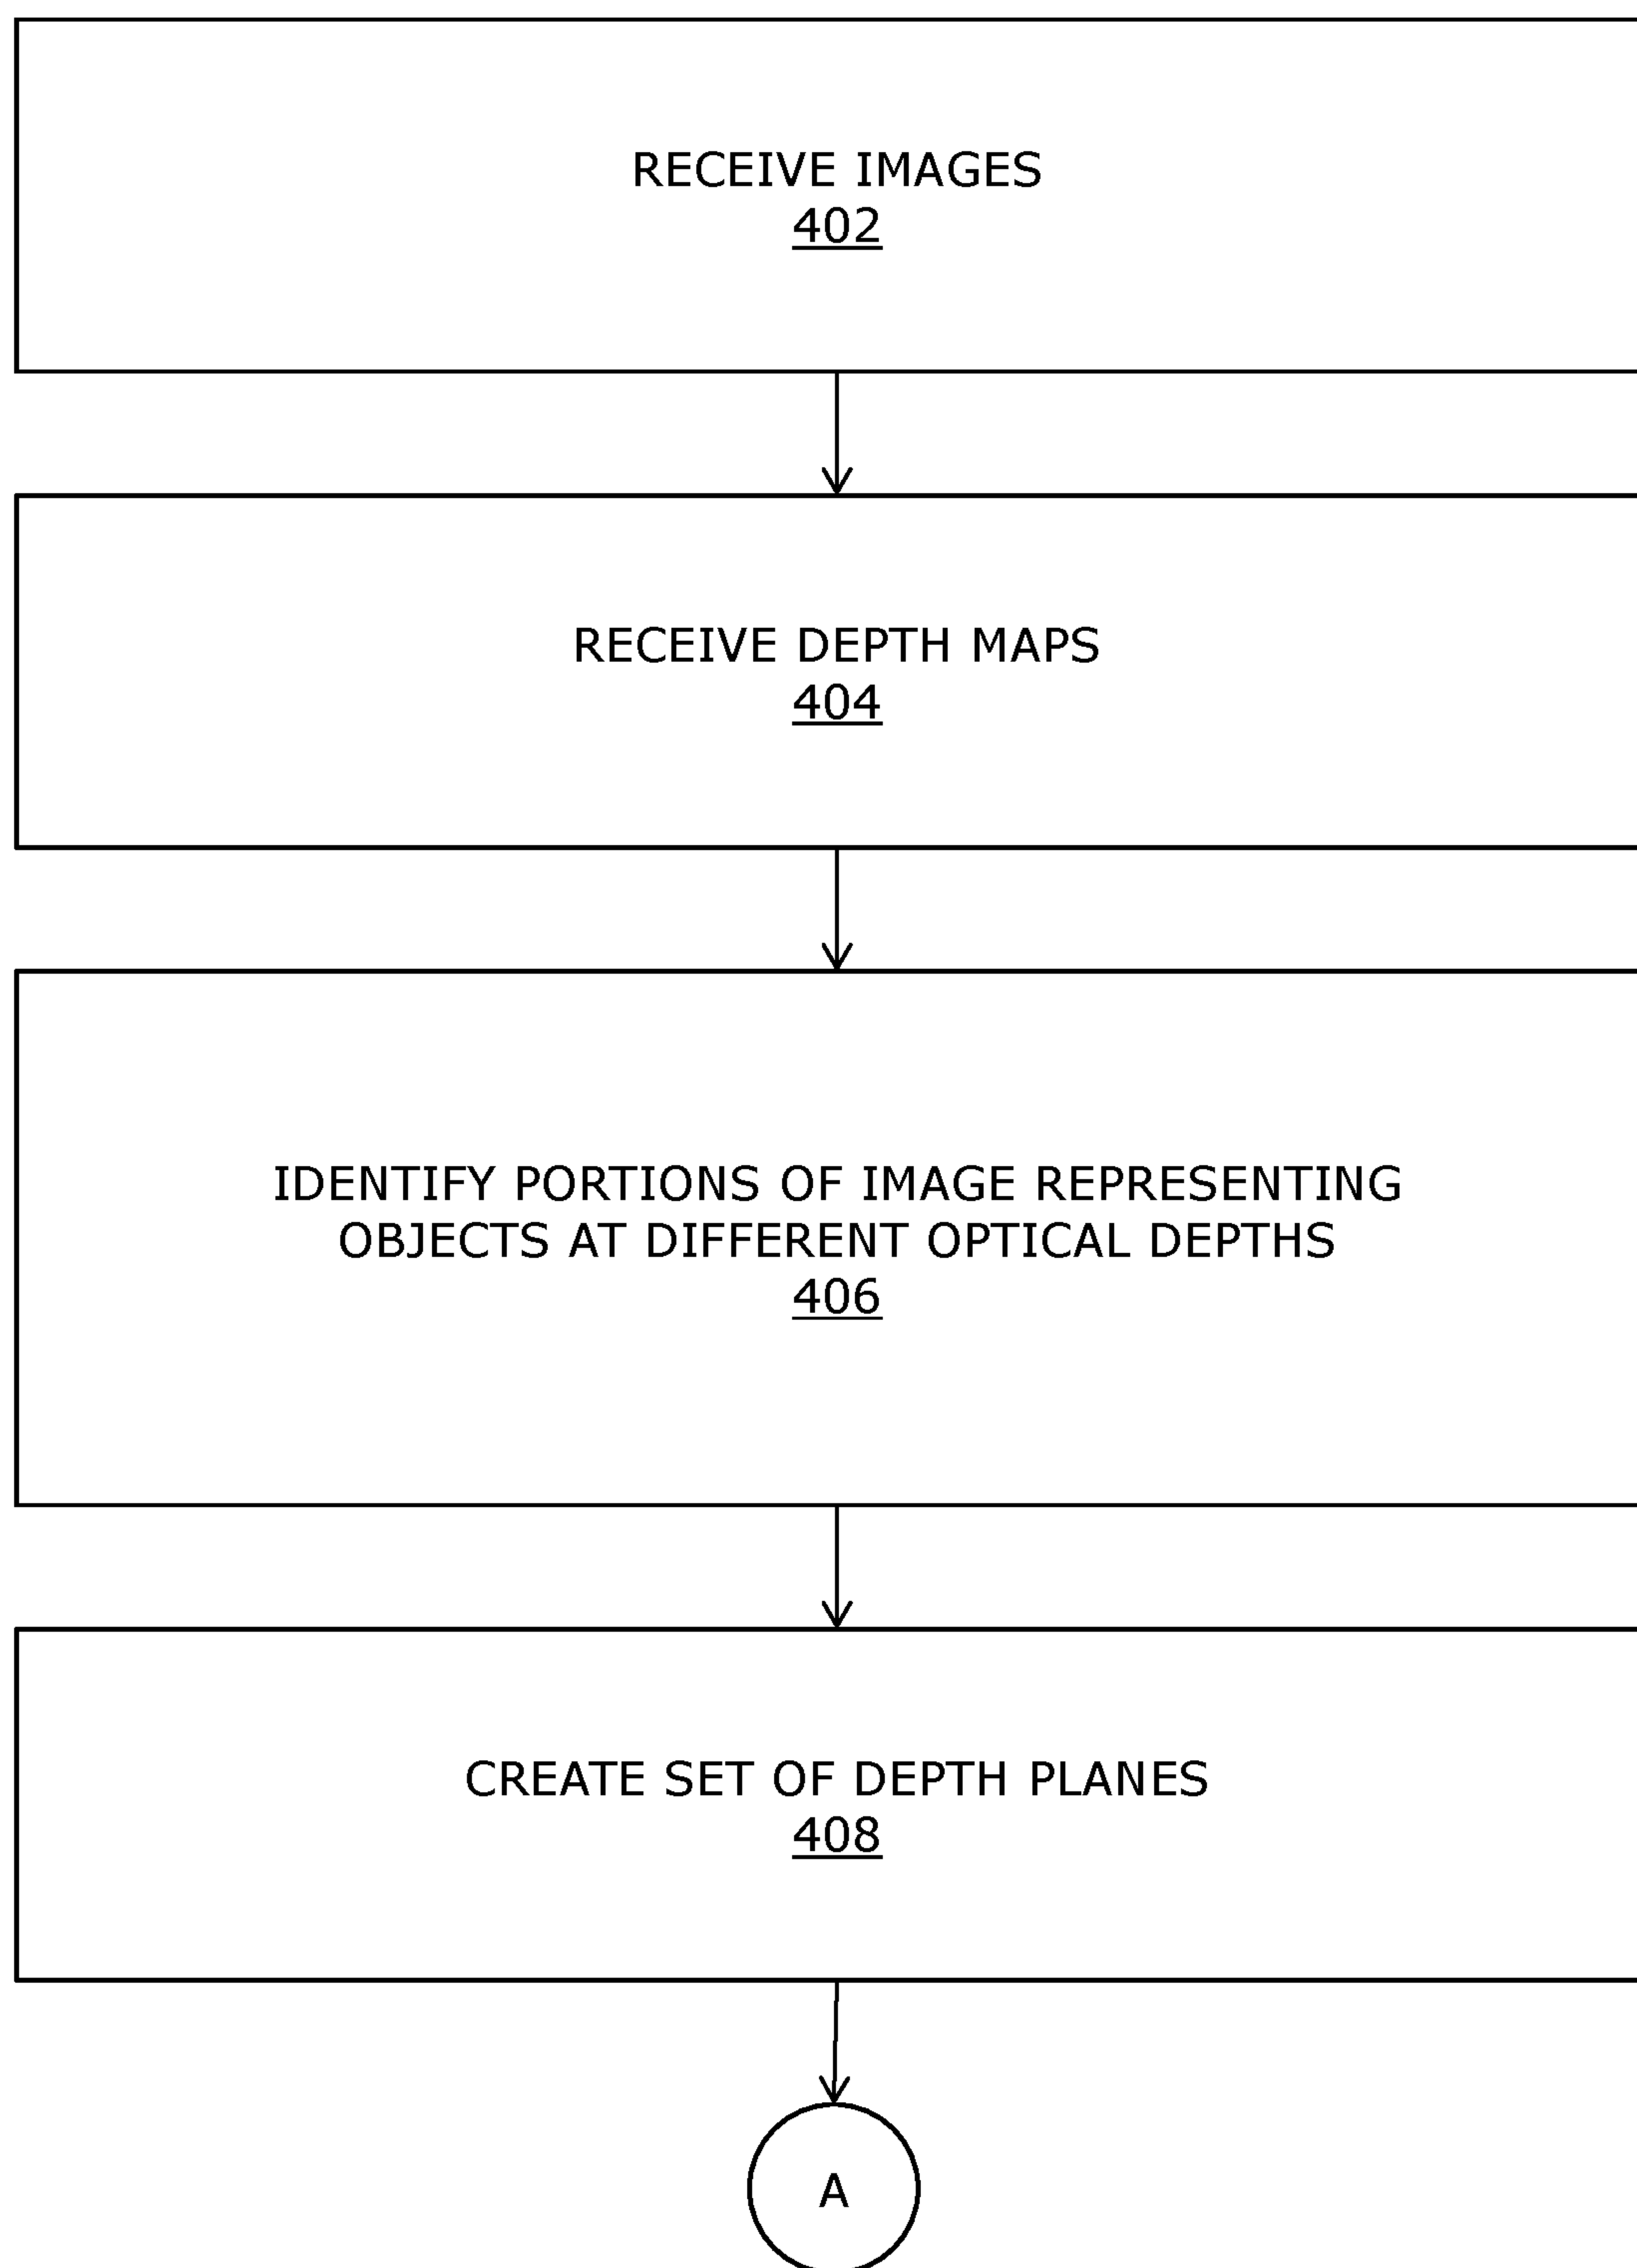 RECEIVE IMAGES
402
RECEIVE DEPTH MAPS
404
IDENTIFY PORTIONS OF IMAGE REPRESENTING
OBJECTS AT DIFFERENT OPTICAL DEPTHS
406
CREATE SET OF DEPTH PLANES
408
A